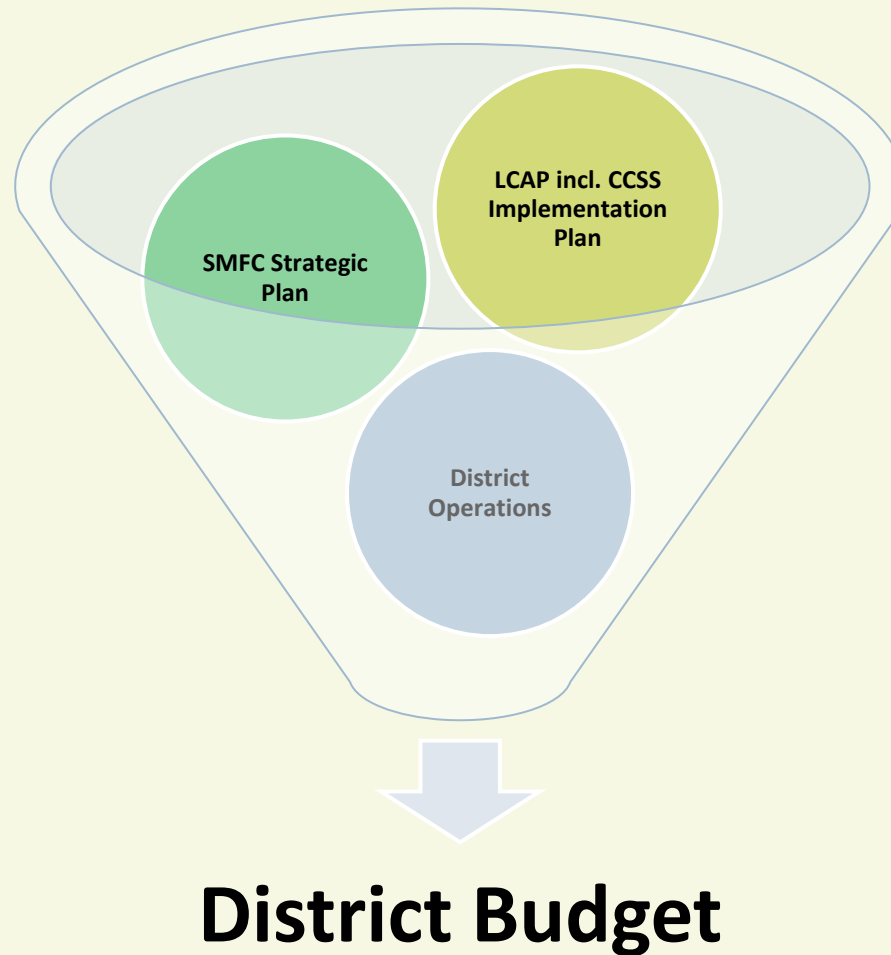 LCAP incl. CCSS
Implementation
Plan
SMFC Strategic
Plan
District
Operations
District Budget